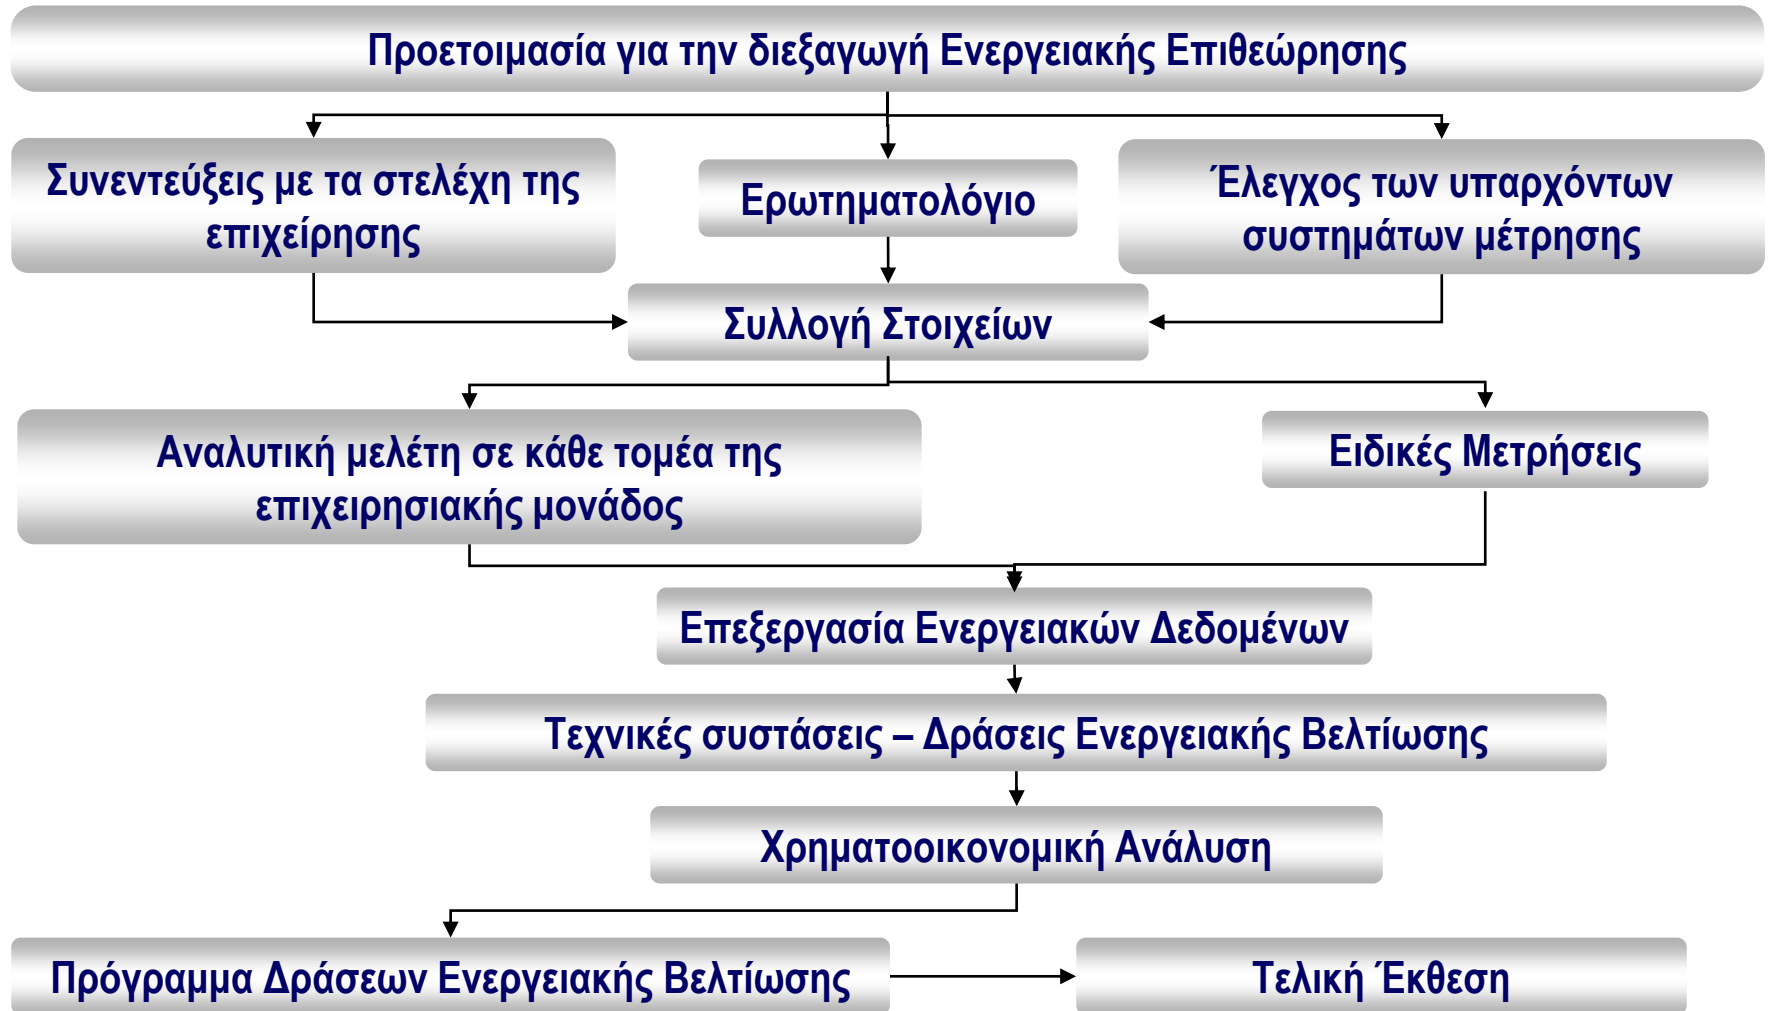 Προετοιμασία για την διεξαγωγή Ενεργειακής Επιθεώρησης
Συνεντεύξεις με τα στελέχη της
επιχείρησης
Ερωτηματολόγιο
Έλεγχος των υπαρχόντων
συστημάτων μέτρησης
Συλλογή Στοιχείων
Αναλυτική μελέτη σε κάθε τομέα της
επιχειρησιακής μονάδος
Ειδικές Μετρήσεις
Επεξεργασία Ενεργειακών Δεδομένων
Τεχνικές συστάσεις – Δράσεις Ενεργειακής Βελτίωσης
Χρηματοοικονομική Ανάλυση
Πρόγραμμα Δράσεων Ενεργειακής Βελτίωσης
Τελική Έκθεση